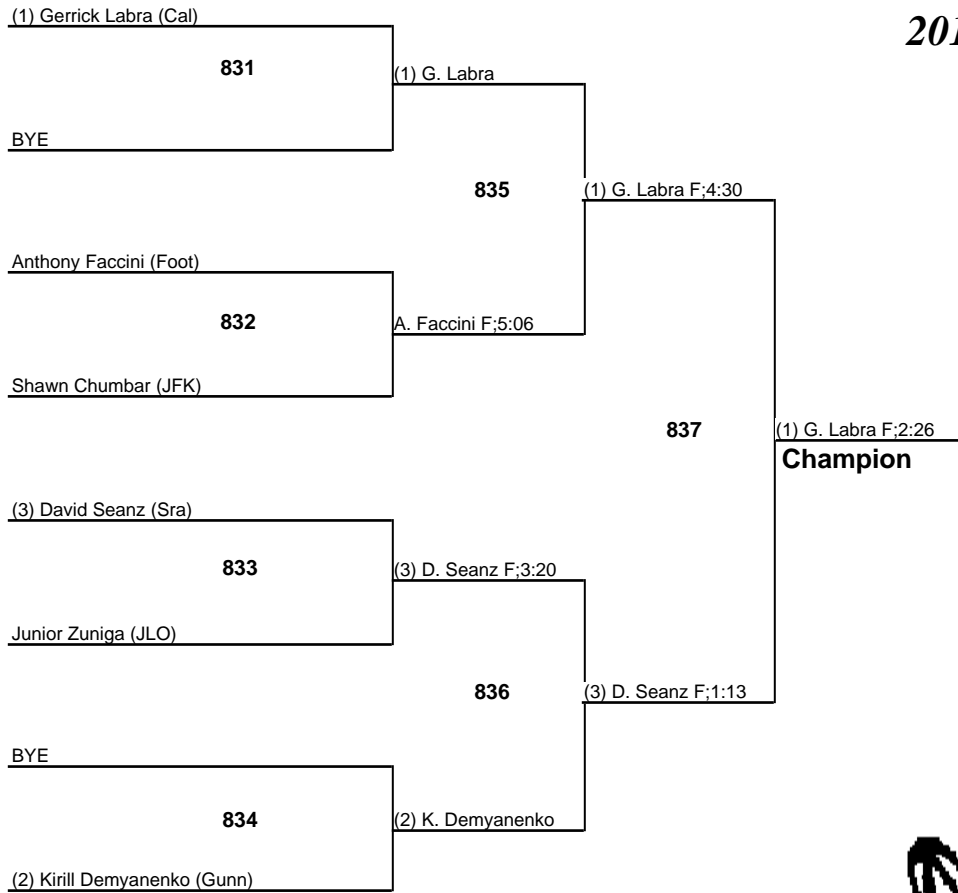 (1) Gerrick Labra (Cal)
201
831
(1) G. Labra
BYE
835
(1) G. Labra F;4:30
Anthony Faccini (Foot)
832
A. Faccini F;5:06
Shawn Chumbar (JFK)
837
(1) G. Labra F;2:26
Champion
(3) David Seanz (Sra)
833
(3) D. Seanz F;3:20
Junior Zuniga (JLO)
836
(3) D. Seanz F;1:13
BYE
834
(2) K. Demyanenko
(2) Kirill Demyanenko (Gunn)